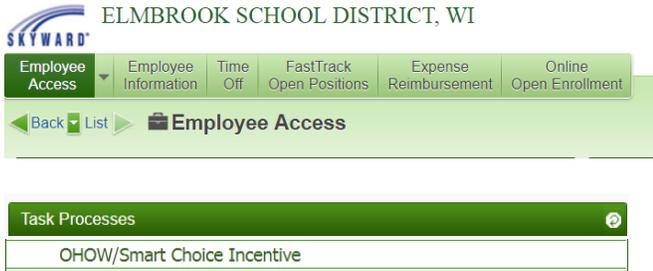 SKYWARD®
ELMBROOK SCHOOL DISTRICT, WI
Employee Access
Employee Information
Time Off
FastTrack Open Positions
Expense Reimbursement
Online Open Enrollment
Back List
Employee Access
Task Processes
OHOW/Smart Choice Incentive